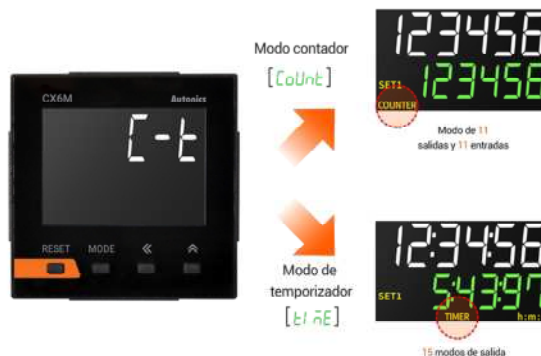 CX6M Autonics
C-t
RESET MODE
Modo contador
[CoUnt]
123456
SET1 123456
COUNTER
Modo de 11
salidas y 11 entradas
Modo de
temporizador
[tImE]
12:34:56
SET1 5:43:97
TIMER h:m:
15 modos de salida